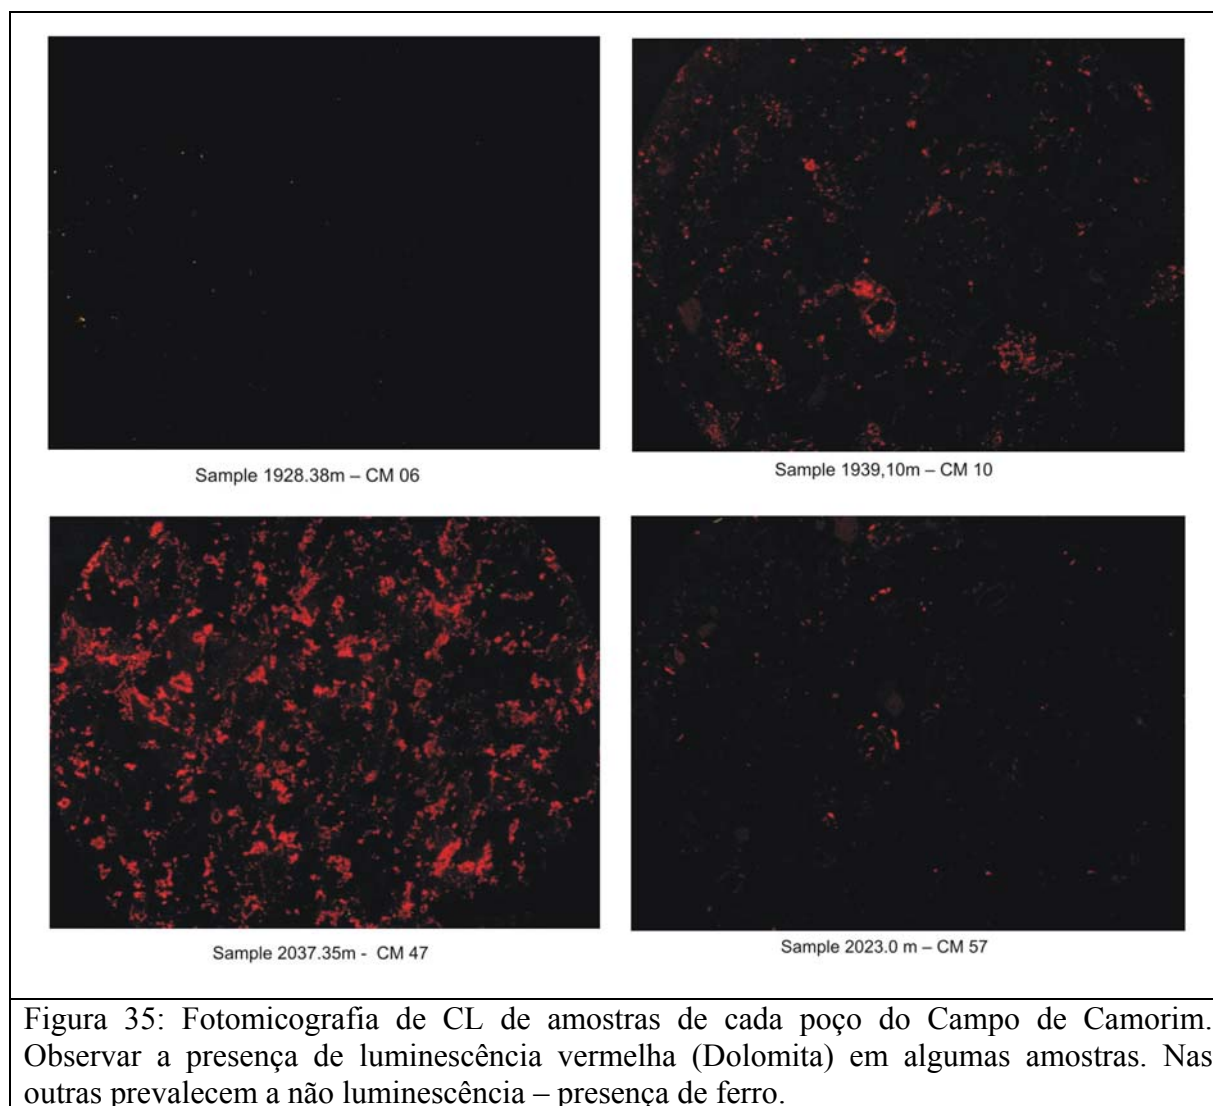 Sample 1928.38m – CM 06
Sample 1939,10m – CM 10
Sample 2037.35m - CM 47
Sample 2023.0 m – CM 57
Figura 35: Fotomicografia de CL de amostras de cada poço do Campo de Camorim.
Observar a presença de luminescência vermelha (Dolomita) em algumas amostras. Nas
outras prevalecem a não luminescência – presença de ferro.